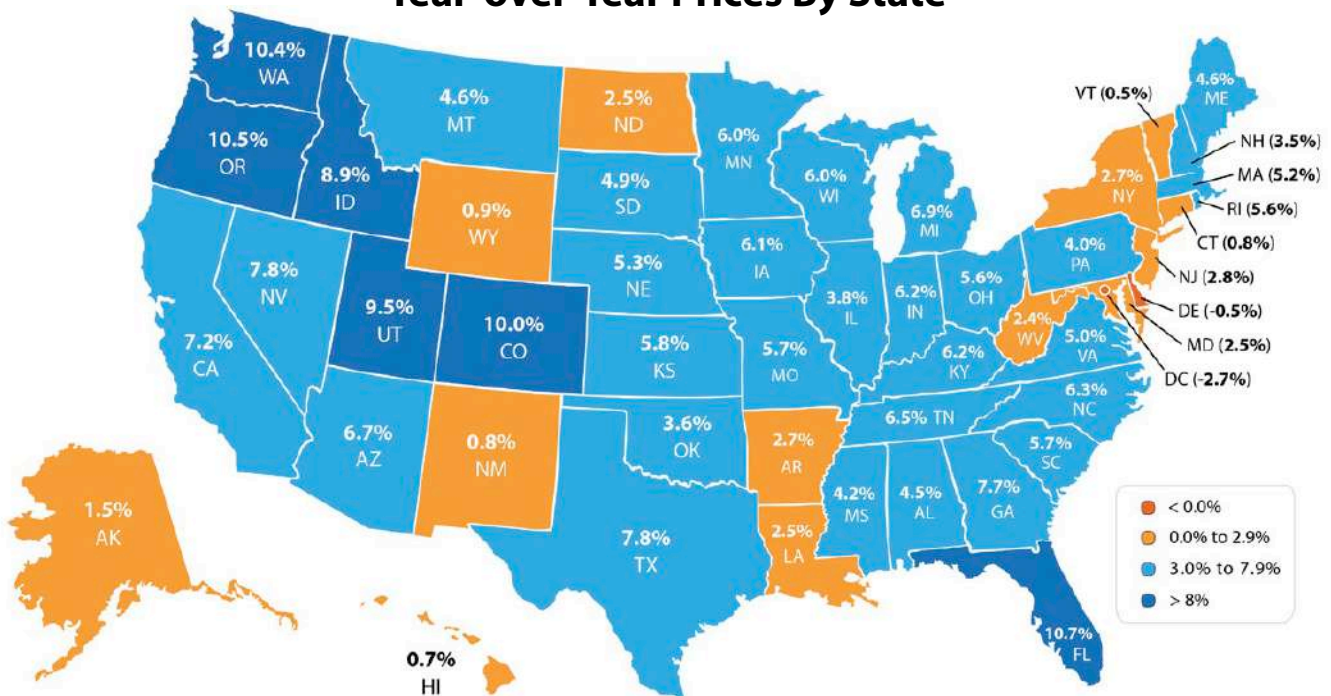 Year-over-Year Prices By State
10.4%
WA
10.5%
OR
8.9%
ID
4.6%
MT
2.5%
ND
6.0%
MN
0.9%
WY
4.9%
SD
6.0%
WI
6.9%
MI
7.8%
NV
9.5%
UT
10.0%
CO
5.3%
NE
6.1%
IA
3.8%
IL
6.2%
IN
5.6%
OH
4.0%
PA
2.7%
NY
4.6%
ME
VT (0.5%)
NH (3.5%)
MA (5.2%)
RI (5.6%)
CT (0.8%)
NJ (2.8%)
DE (-0.5%)
MD (2.5%)
DC (-2.7%)
7.2%
CA
6.7%
AZ
0.8%
NM
5.8%
KS
5.7%
MO
6.2%
KY
2.4%
WV
5.0%
VA
6.3%
NC
6.5% TN
3.6%
OK
2.7%
AR
5.7%
SC
7.8%
TX
2.5%
LA
4.2%
MS
4.5%
AL
7.7%
GA
10.7%
FL
1.5%
AK
0.7%
HI
< 0.0%
0.0% to 2.9%
3.0% to 7.9%
> 8%